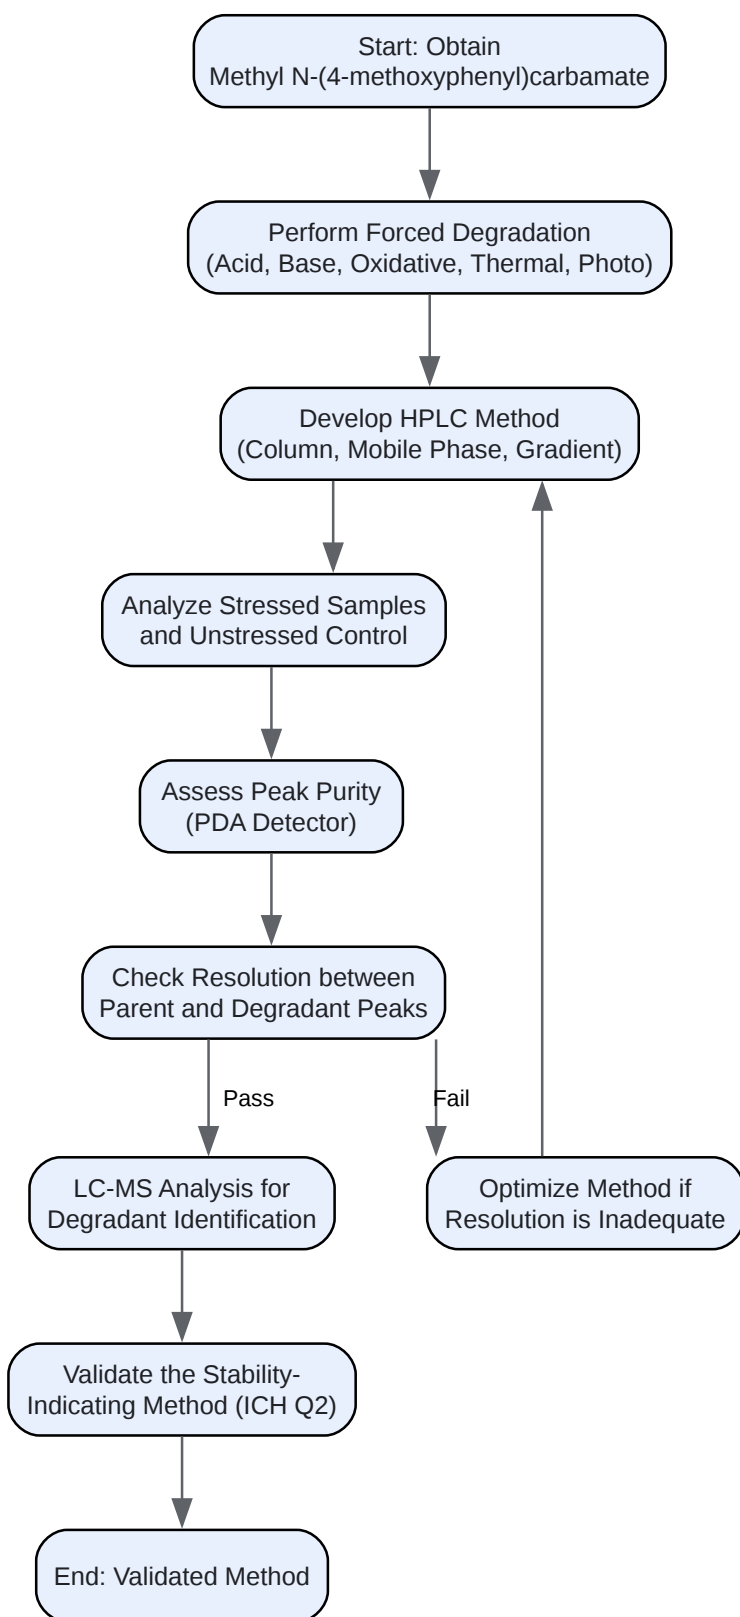 Start: Obtain
Methyl N-(4-methoxyphenyl)carbamate
Perform Forced Degradation
(Acid, Base, Oxidative, Thermal, Photo)
Develop HPLC Method
(Column, Mobile Phase, Gradient)
Analyze Stressed Samples
and Unstressed Control
Assess Peak Purity
(PDA Detector)
Check Resolution between
Parent and Degradant Peaks
Pass
Fail
LC-MS Analysis for
Degradant Identification
Optimize Method if
Resolution is Inadequate
Validate the Stability-
Indicating Method (ICH Q2)
End: Validated Method